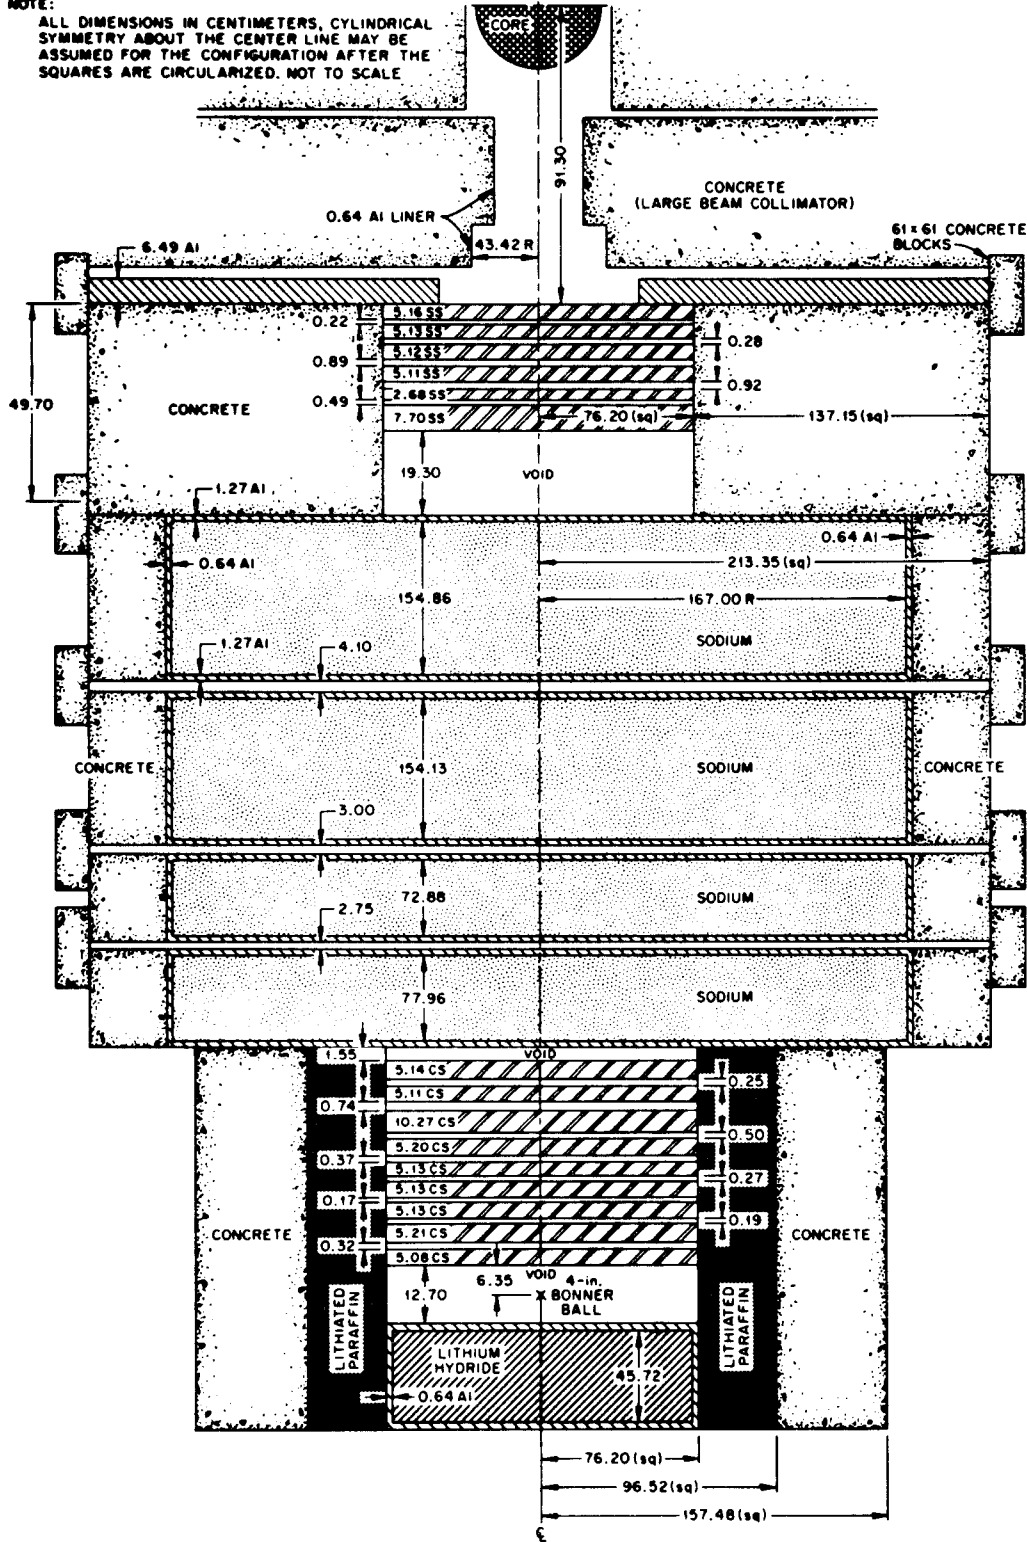 NOTE:
ALL DIMENSIONS IN CENTIMETERS, CYLINDRICAL
SYMMETRY ABOUT THE CENTER LINE MAY BE
ASSUMED FOR THE CONFIGURATION AFTER THE
SQUARES ARE CIRCULARIZED. NOT TO SCALE
CORE
91.30
CONCRETE
(LARGE BEAM COLLIMATOR)
0.64 Al LINER
61 x 61 CONCRETE
BLOCKS
43.42 R
6.49 Al
5.16 SS
0.22
5.13 SS
0.28
5.12 SS
0.89
5.11 SS
0.92
2.68 SS
49.70
0.49
CONCRETE
7.70 SS
76.20 (sq)
137.15 (sq)
19.30
VOID
1.27 Al
0.64 Al
0.64 Al
213.35 (sq)
154.86
167.00 R
SODIUM
1.27 Al
4.10
CONCRETE
154.13
SODIUM
CONCRETE
3.00
72.88
SODIUM
2.75
77.96
SODIUM
1.55
VOID
5.14 CS
0.25
5.11 CS
0.74
10.27 CS
0.50
5.20 CS
0.37
5.13 CS
0.27
5.13 CS
0.17
5.13 CS
0.19
5.21 CS
CONCRETE
CONCRETE
0.32
5.08 CS
VOID
6.35
4-in.
BONNER
BALL
12.70
LITHIATED
PARAFFIN
LITHIATED
PARAFFIN
LITHIUM
HYDRIDE
45.72
0.64 Al
76.20 (sq)
96.52 (sq)
157.48 (sq)
℄